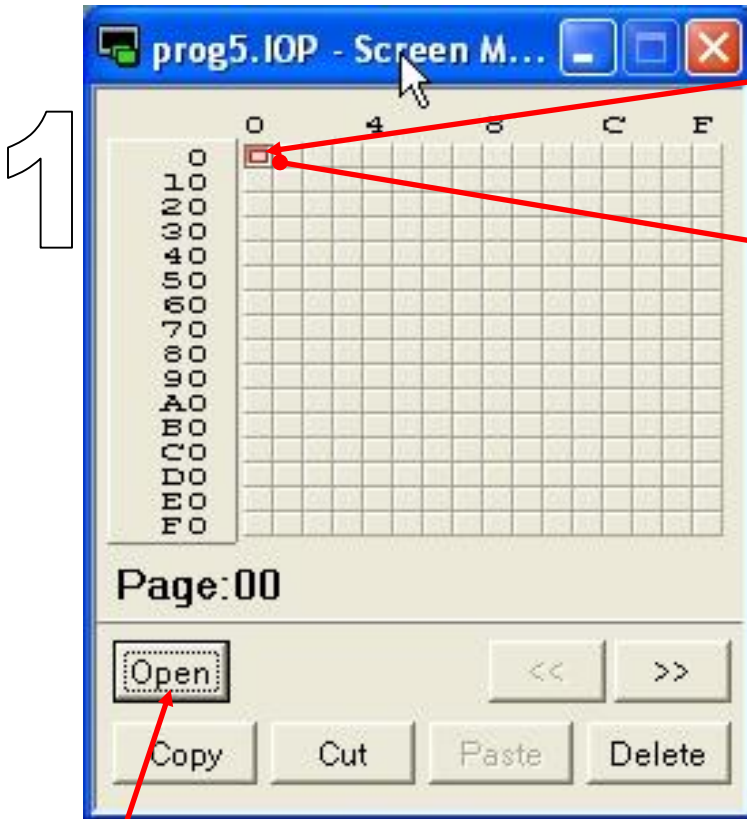 prog5.IOP - Screen M...
1
0 4 8 C F
0
10
20
30
40
50
60
70
80
90
A0
B0
C0
D0
E0
F0
Page:00
Open << >>
Copy Cut Paste Delete